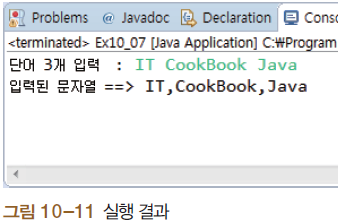 Problems @ Javadoc Declaration Cons
<terminated> Ex10_07 [Java Application] C:₩Program
단어 3개 입력 : IT CookBook Java
입력된 문자열 ==> IT,CookBook,Java
그림 10-11 실행 결과